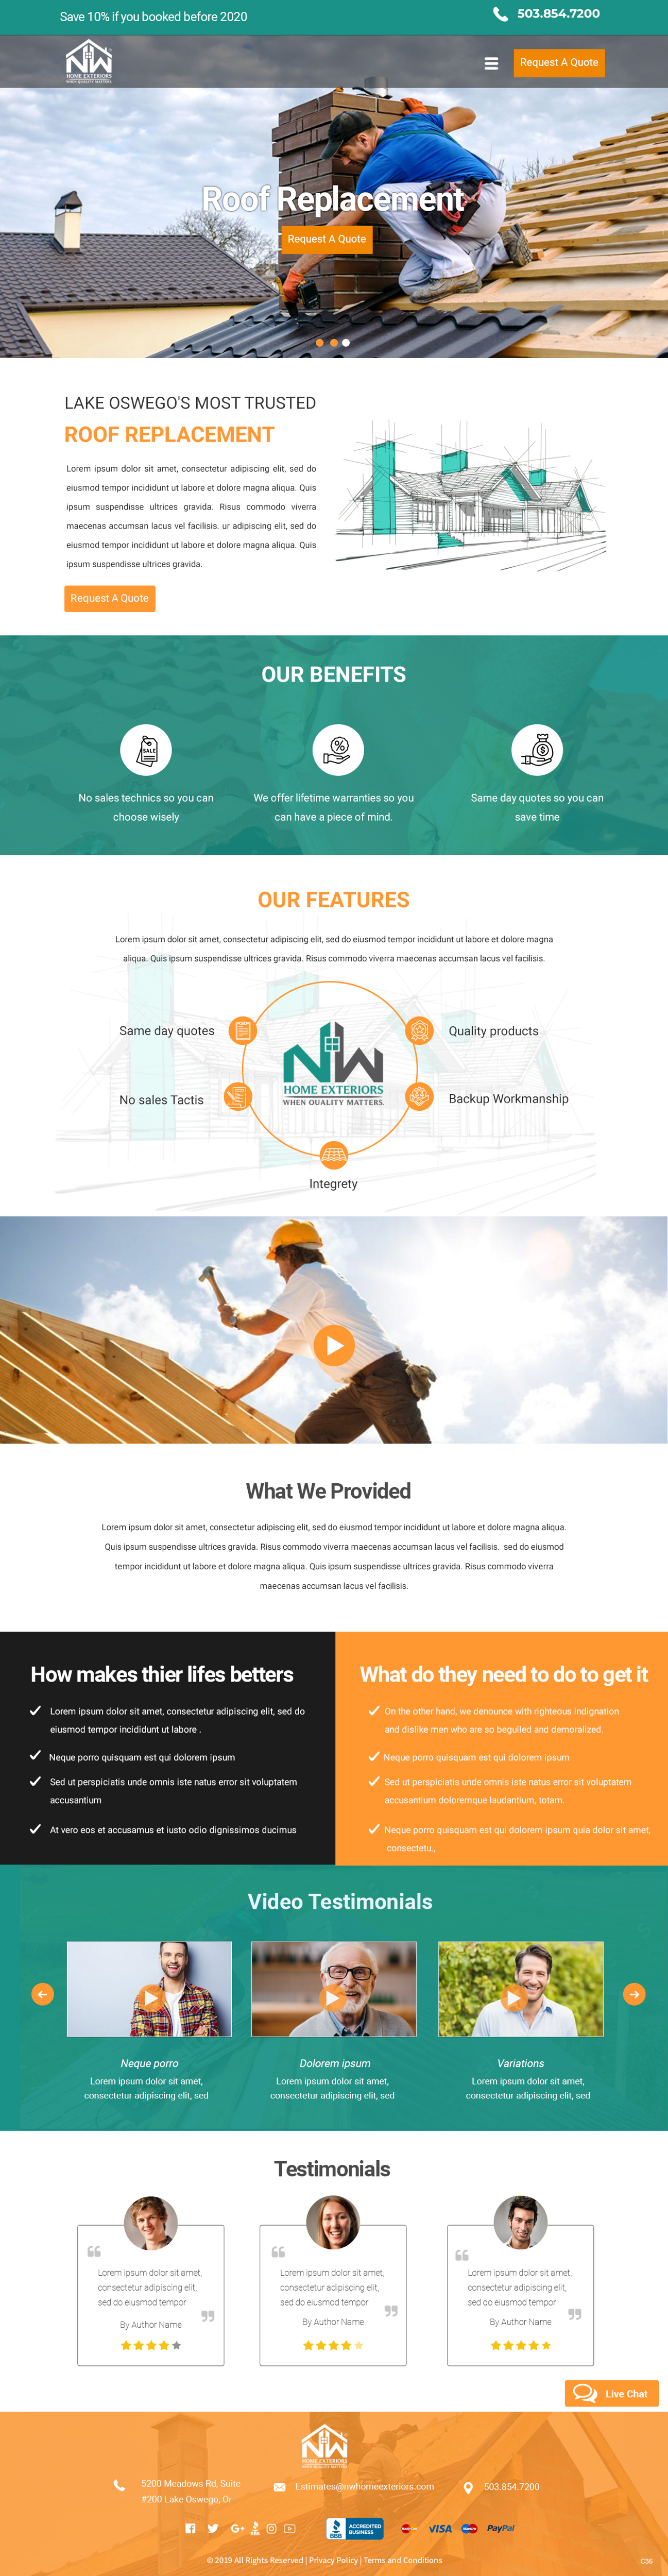 Save 10% if you booked before 2020
503.854.7200
NW
HOME EXTERIORS
WHEN QUALITY MATTERS.
Request A Quote
Roof Replacement
Request A Quote
LAKE OSWEGO'S MOST TRUSTED
ROOF REPLACEMENT
Lorem ipsum dolor sit amet, consectetur adipiscing elit, sed do
eiusmod tempor incididunt ut labore et dolore magna aliqua. Quis
ipsum suspendisse ultrices gravida. Risus commodo viverra
maecenas accumsan lacus vel facilisis. ur adipiscing elit, sed do
eiusmod tempor incididunt ut labore et dolore magna aliqua. Quis
ipsum suspendisse ultrices gravida.
Request A Quote
OUR BENEFITS
SALE
No sales technics so you can
choose wisely
We offer lifetime warranties so you
can have a piece of mind.
Same day quotes so you can
save time
OUR FEATURES
Lorem ipsum dolor sit amet, consectetur adipiscing elit, sed do eiusmod tempor incididunt ut labore et dolore magna
aliqua. Quis ipsum suspendisse ultrices gravida. Risus commodo viverra maecenas accumsan lacus vel facilisis.
Same day quotes
Quality products
NW
HOME EXTERIORS
WHEN QUALITY MATTERS.
No sales Tactis
Backup Workmanship
Integrety
What We Provided
Lorem ipsum dolor sit amet, consectetur adipiscing elit, sed do eiusmod tempor incididunt ut labore et dolore magna aliqua.
Quis ipsum suspendisse ultrices gravida. Risus commodo viverra maecenas accumsan lacus vel facilisis. sed do eiusmod
tempor incididunt ut labore et dolore magna aliqua. Quis ipsum suspendisse ultrices gravida. Risus commodo viverra
maecenas accumsan lacus vel facilisis.
How makes thier lifes betters
Lorem ipsum dolor sit amet, consectetur adipiscing elit, sed do
eiusmod tempor incididunt ut labore .
Neque porro quisquam est qui dolorem ipsum
Sed ut perspiciatis unde omnis iste natus error sit voluptatem
accusantium
At vero eos et accusamus et iusto odio dignissimos ducimus
What do they need to do to get it
On the other hand, we denounce with righteous indignation
and dislike men who are so beguiled and demoralized.
Neque porro quisquam est qui dolorem ipsum
Sed ut perspiciatis unde omnis iste natus error sit voluptatem
accusantium doloremque laudantium, totam.
Neque porro quisquam est qui dolorem ipsum quia dolor sit amet,
consectetu.,
Video Testimonials
Neque porro
Lorem ipsum dolor sit amet,
consectetur adipiscing elit, sed
Dolorem ipsum
Lorem ipsum dolor sit amet,
consectetur adipiscing elit, sed
Variations
Lorem ipsum dolor sit amet,
consectetur adipiscing elit, sed
Testimonials
Lorem ipsum dolor sit amet,
consectetur adipiscing elit,
sed do eiusmod tempor
By Author Name
Lorem ipsum dolor sit amet,
consectetur adipiscing elit,
sed do eiusmod tempor
By Author Name
Lorem ipsum dolor sit amet,
consectetur adipiscing elit,
sed do eiusmod tempor
By Author Name
Live Chat
NW
HOME EXTERIORS
WHEN QUALITY MATTERS.
5200 Meadows Rd, Suite
#200 Lake Oswego, Or
Estimates@nwhomeexteriors.com
503.854.7200
G+
BBB
ACCREDITED
BUSINESS
VISA
PayPal
© 2019 All Rights Reserved | Privacy Policy | Terms and Conditions
C36